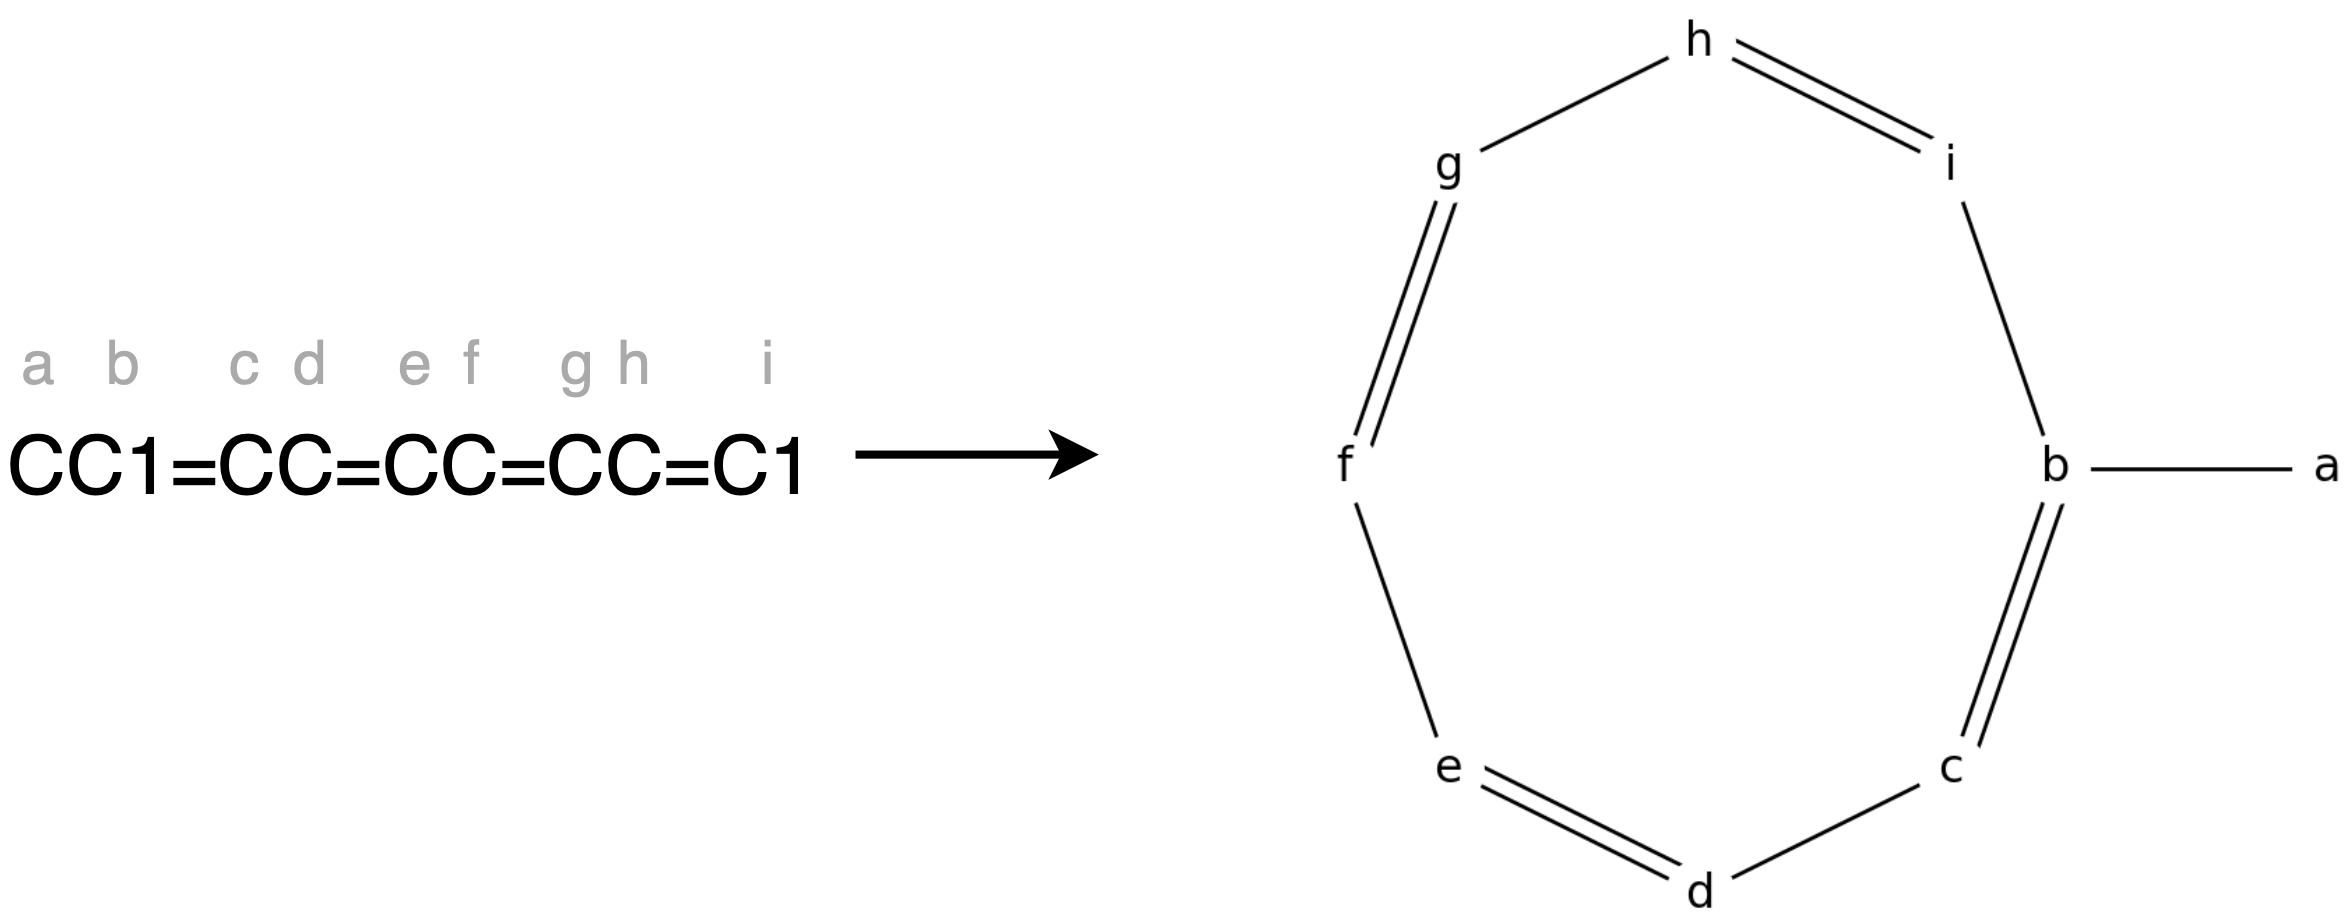 h
g i
a b c d e f g h i
CC1=CC=CC=CC=C1
f b a
e c
d